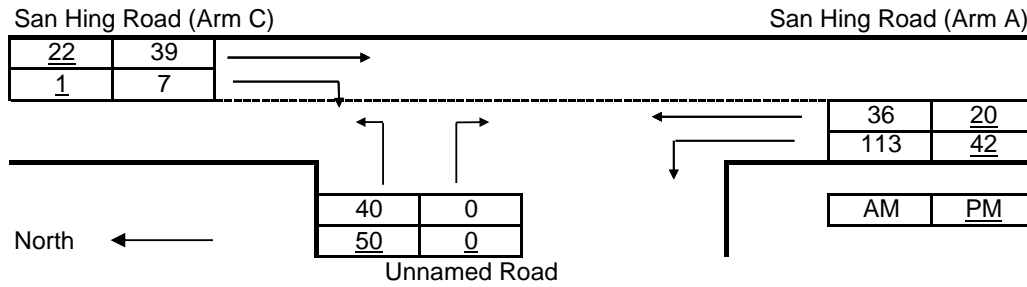 San Hing Road (Arm C) San Hing Road (Arm A)
22 39
1 7
36 20
113 42
40 0
50 0
AM PM
North
Unnamed Road